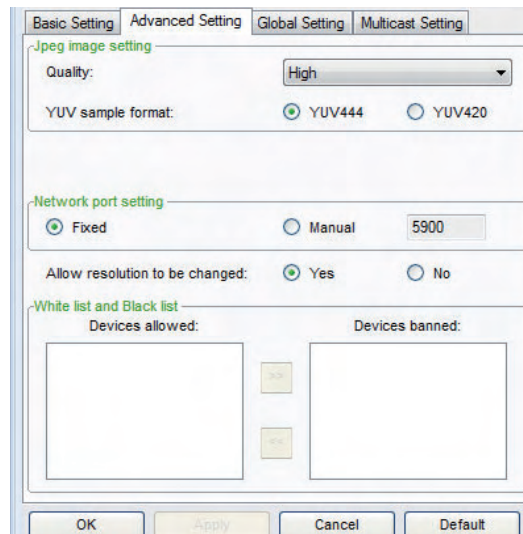 Basic Setting Advanced Setting Global Setting Multicast Setting
Jpeg image setting
Quality: High
YUV sample format: YUV444 YUV420
Network port setting
Fixed Manual 5900
Allow resolution to be changed: Yes No
White list and Black list
Devices allowed: Devices banned:
>>
<<
OK Apply Cancel Default